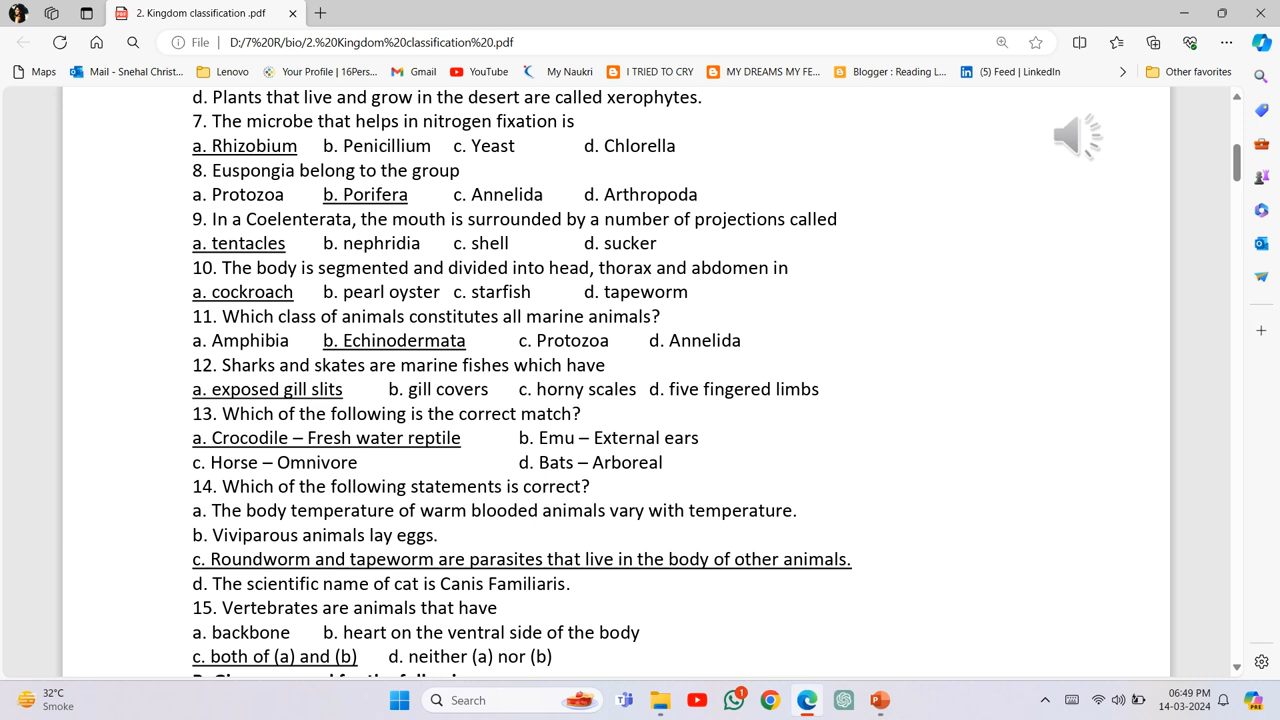 2. Kingdom classification .pdf
File D:/7%20R/bio/2.%20Kingdom%20classification%20.pdf
Maps Mail - Snehal Christ... Lenovo Your Profile | 16Pers... Gmail YouTube My Naukri I TRIED TO CRY MY DREAMS MY FE... Blogger : Reading L... (5) Feed | LinkedIn Other favorites
d. Plants that live and grow in the desert are called xerophytes.
7. The microbe that helps in nitrogen fixation is
a. Rhizobium b. Penicillium c. Yeast d. Chlorella
8. Euspongia belong to the group
a. Protozoa b. Porifera c. Annelida d. Arthropoda
9. In a Coelenterata, the mouth is surrounded by a number of projections called
a. tentacles b. nephridia c. shell d. sucker
10. The body is segmented and divided into head, thorax and abdomen in
a. cockroach b. pearl oyster c. starfish d. tapeworm
11. Which class of animals constitutes all marine animals?
a. Amphibia b. Echinodermata c. Protozoa d. Annelida
12. Sharks and skates are marine fishes which have
a. exposed gill slits b. gill covers c. horny scales d. five fingered limbs
13. Which of the following is the correct match?
a. Crocodile – Fresh water reptile b. Emu – External ears
c. Horse – Omnivore d. Bats – Arboreal
14. Which of the following statements is correct?
a. The body temperature of warm blooded animals vary with temperature.
b. Viviparous animals lay eggs.
c. Roundworm and tapeworm are parasites that live in the body of other animals.
d. The scientific name of cat is Canis Familiaris.
15. Vertebrates are animals that have
a. backbone b. heart on the ventral side of the body
c. both of (a) and (b) d. neither (a) nor (b)
32°C
Smoke
Search
1
06:49 PM
14-03-2024